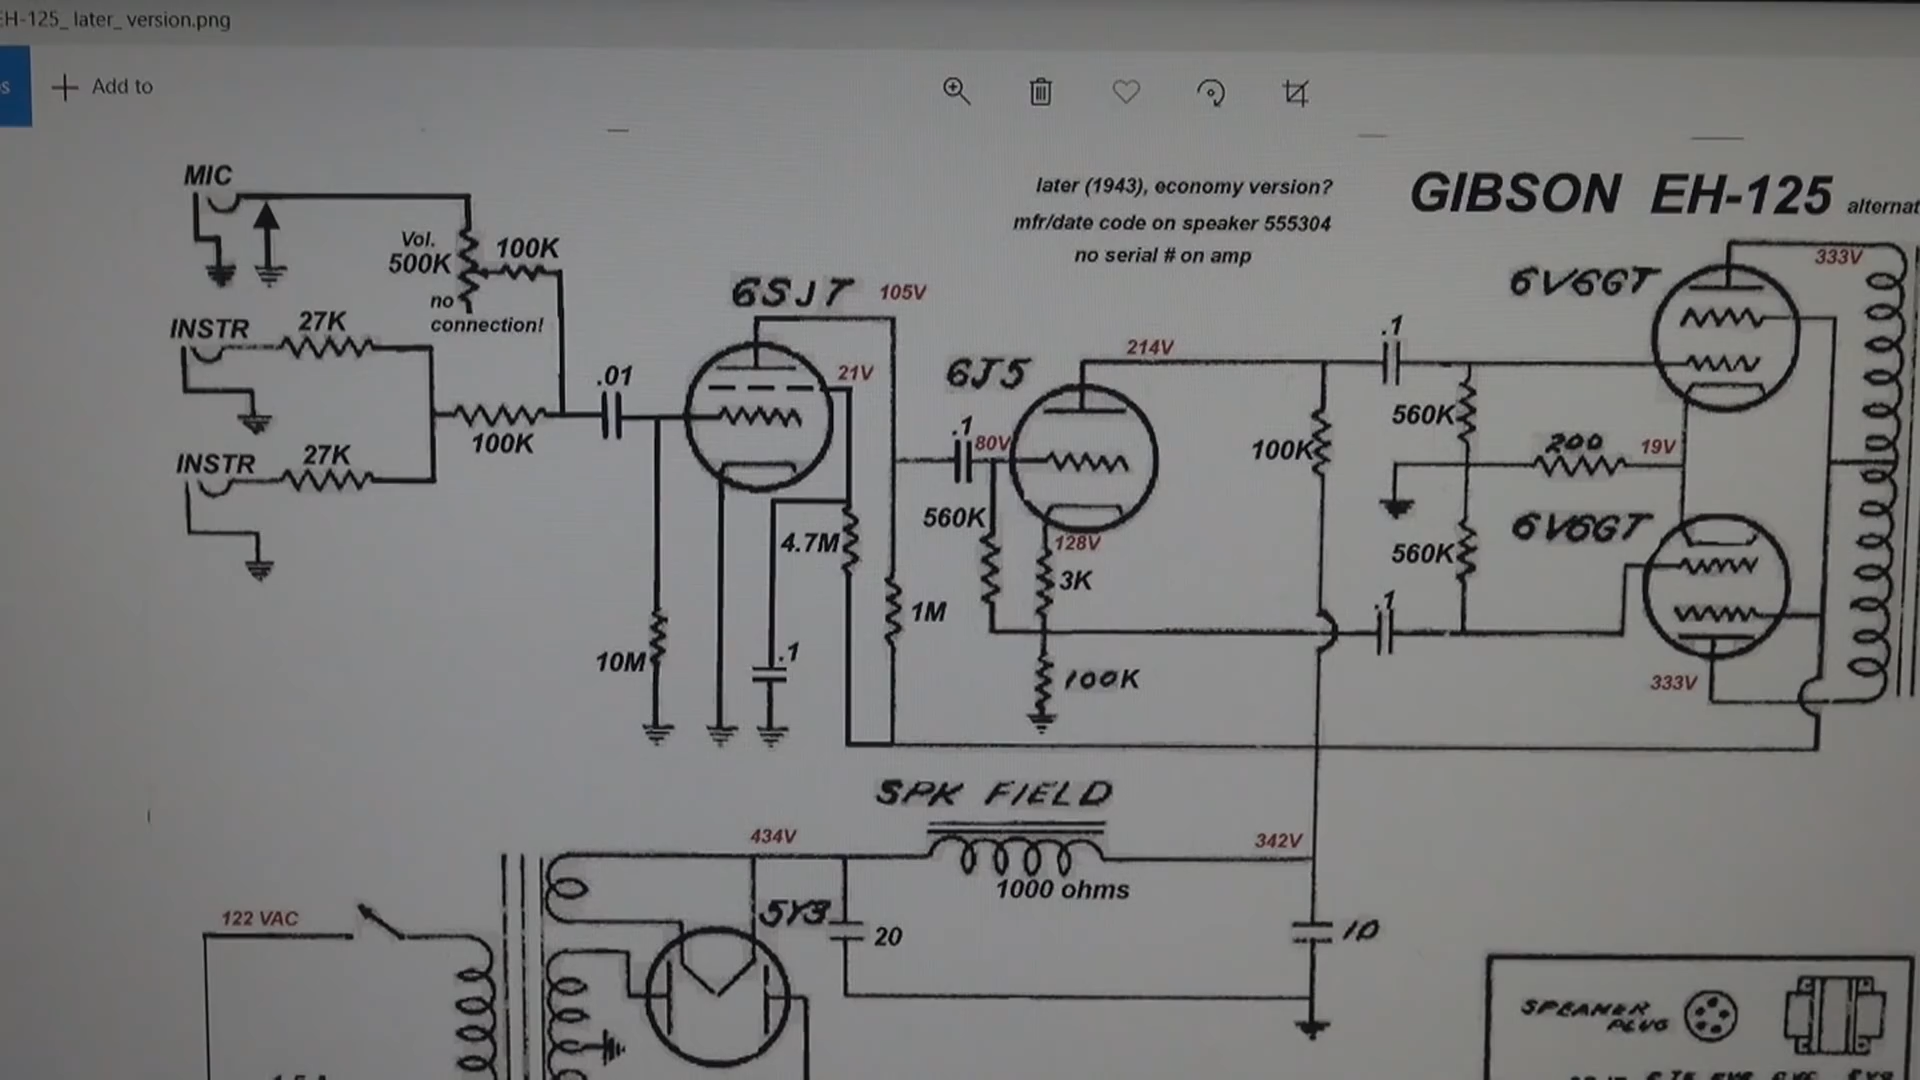 EH-125_later_version.png
Add to
MIC
Vol.
500K
100K
no
connection!
INSTR
27K
INSTR
27K
100K
.01
10M
6SJ7
105V
21V
4.7M
.1
1M
later (1943), economy version?
mfr/date code on speaker 555304
no serial # on amp
GIBSON EH-125 alternat
6J5
214V
.1
80V
560K
128V
3K
100K
100K
.1
560K
200
19V
560K
.1
6V6GT
333V
6V6GT
333V
SPK FIELD
434V
342V
1000 ohms
5Y3
20
10
122 VAC
SPEAKER
PLUG